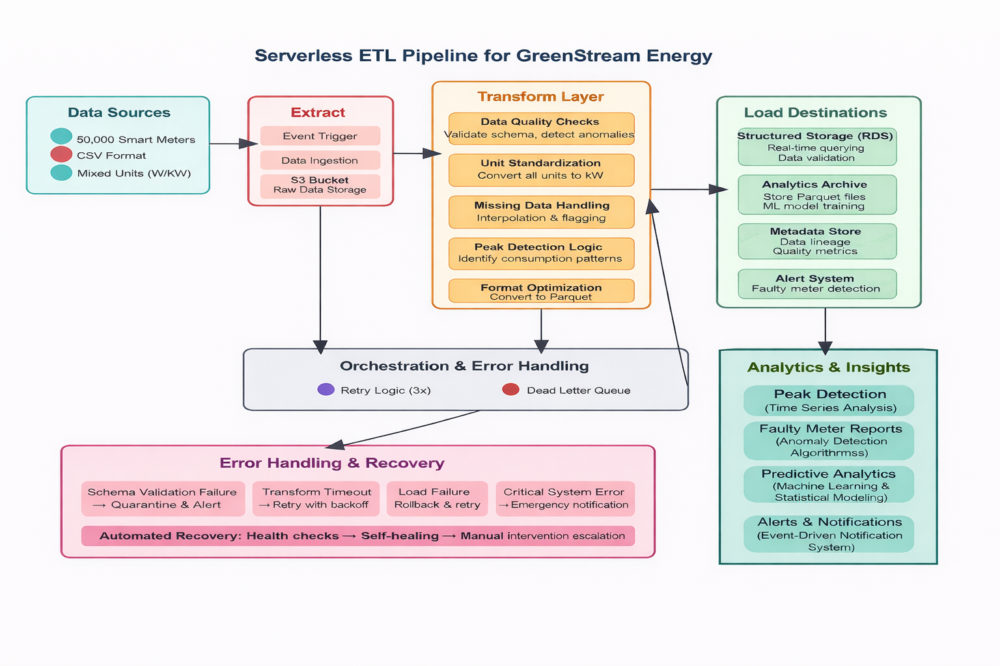 Serverless ETL Pipeline for GreenStream Energy
Data Sources
50,000 Smart Meters
CSV Format
Mixed Units (W/KW)
Extract
Event Trigger
Data Ingestion
S3 Bucket
Raw Data Storage
Transform Layer
Data Quality Checks
Validate schema, detect anomalies
Unit Standardization
Convert all units to kW
Missing Data Handling
Interpolation & flagging
Peak Detection Logic
Identify consumption patterns
Format Optimization
Convert to Parquet
Load Destinations
Structured Storage (RDS)
Real-time querying
Data validation
Analytics Archive
Store Parquet files
ML model training
Metadata Store
Data lineage
Quality metrics
Alert System
Faulty meter detection
Orchestration & Error Handling
Retry Logic (3x)
Dead Letter Queue
Error Handling & Recovery
Schema Validation Failure
→ Quarantine & Alert
Transform Timeout
→ Retry with backoff
Load Failure
Rollback & retry
Critical System Error
→ Emergency notification
Automated Recovery: Health checks → Self-healing → Manual intervention escalation
Analytics & Insights
Peak Detection
(Time Series Analysis)
Faulty Meter Reports
(Anomaly Detection
Algorithmss)
Predictive Analytics
(Machine Learning &
Statistical Modeling)
Alerts & Notifications
(Event-Driven Notification
System)